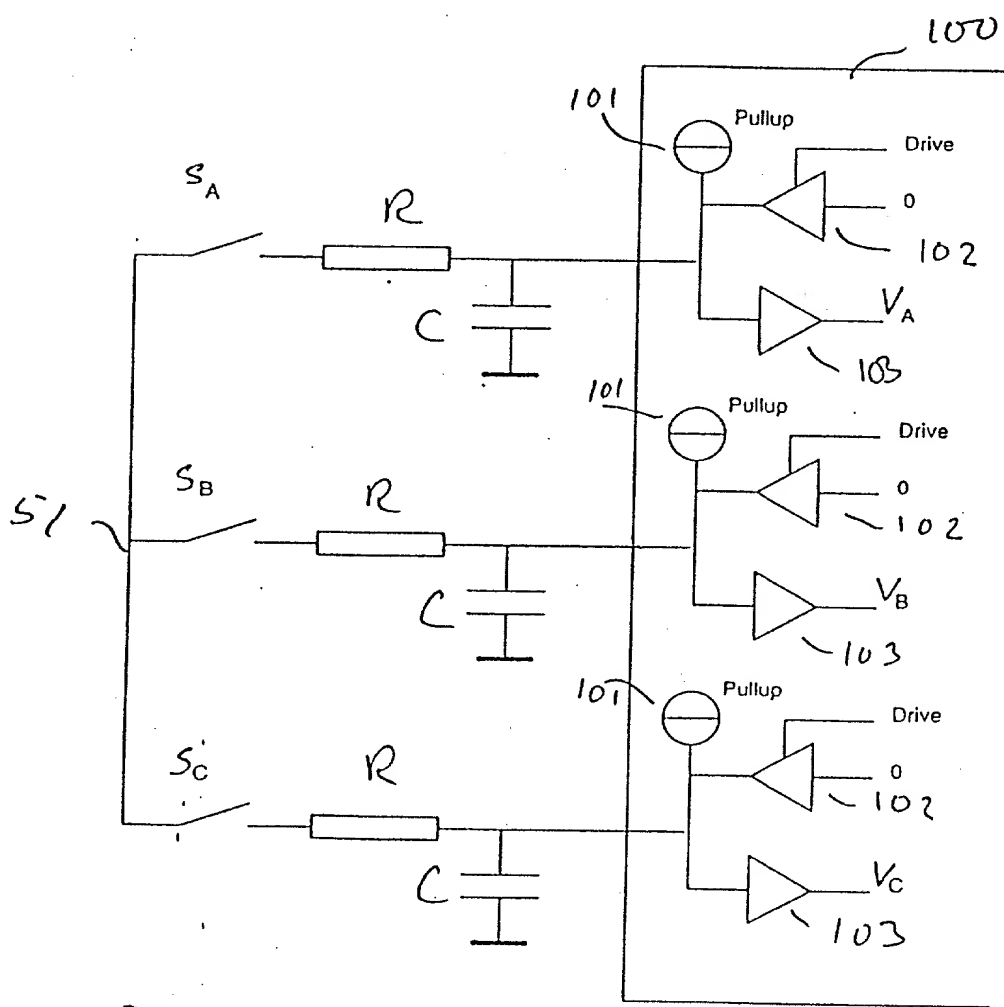 100
101
Pullup
Drive
0
102
S_A
R
C
V_A
103
101
Pullup
Drive
0
102
S_B
R
51
C
V_B
103
101
Pullup
Drive
0
102
S_C
R
C
V_C
103